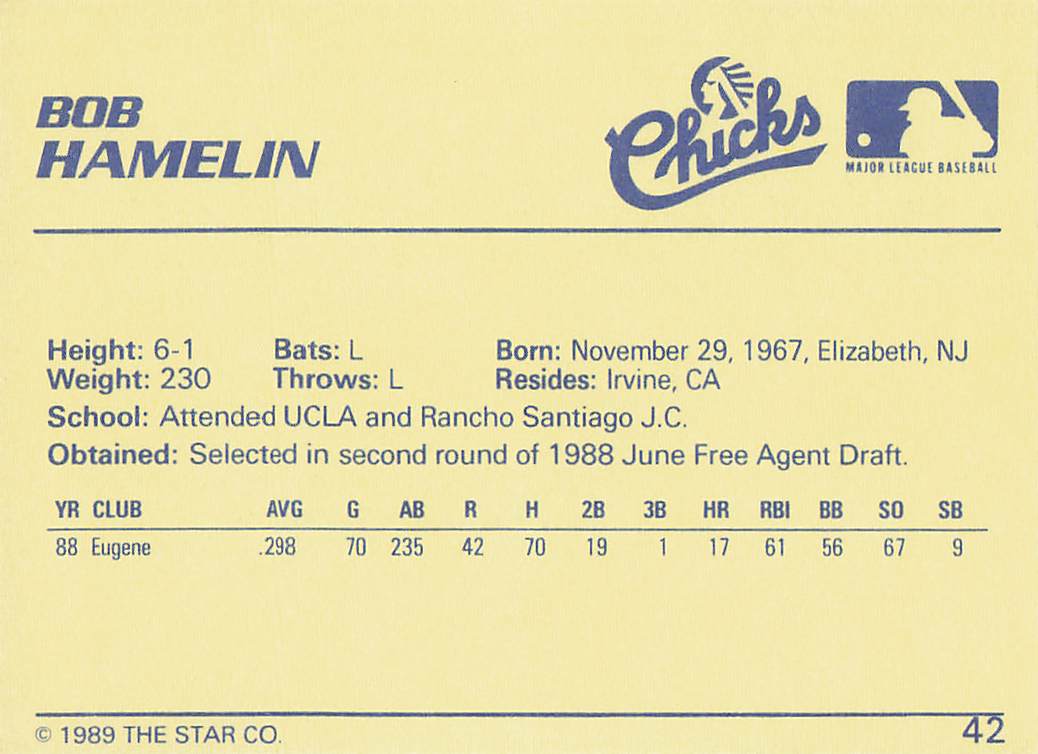 BOB
HAMELIN
Chicks
MAJOR LEAGUE BASEBALL
Height: 6-1 Bats: L Born: November 29, 1967, Elizabeth, NJ
Weight: 230 Throws: L Resides: Irvine, CA
School: Attended UCLA and Rancho Santiago J.C.
Obtained: Selected in second round of 1988 June Free Agent Draft.
YR CLUB AVG G AB R H 2B 3B HR RBI BB SO SB
88 Eugene .298 70 235 42 70 19 1 17 61 56 67 9
© 1989 THE STAR CO. 42